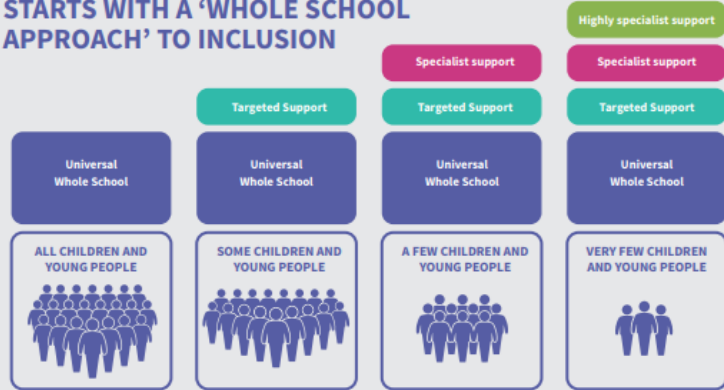 STARTS WITH A ‘WHOLE SCHOOL
APPROACH’ TO INCLUSION
Highly specialist support
Specialist support
Specialist support
Targeted Support
Targeted Support
Targeted Support
Universal
Whole School
Universal
Whole School
Universal
Whole School
Universal
Whole School
ALL CHILDREN AND
YOUNG PEOPLE
SOME CHILDREN AND
YOUNG PEOPLE
A FEW CHILDREN AND
YOUNG PEOPLE
VERY FEW CHILDREN
AND YOUNG PEOPLE